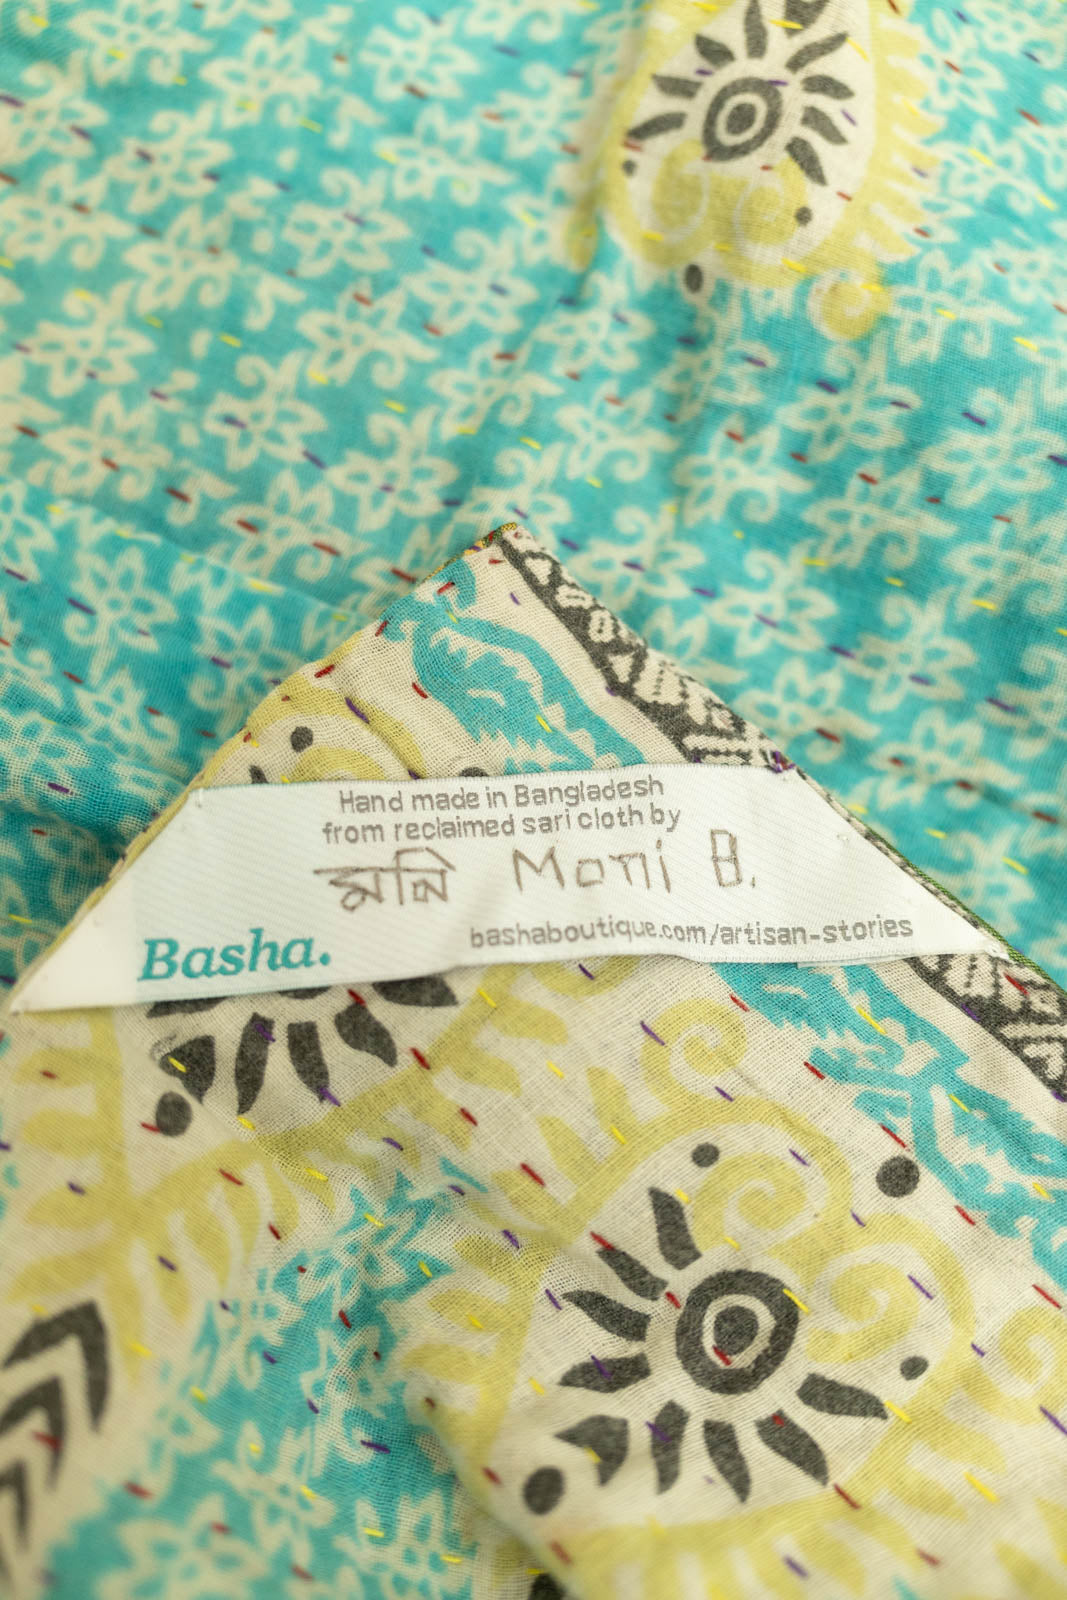 Hand made in Bangladesh
from reclaimed sari cloth by
মনি Moni B.
Basha.
bashaboutique.com/artisan-stories